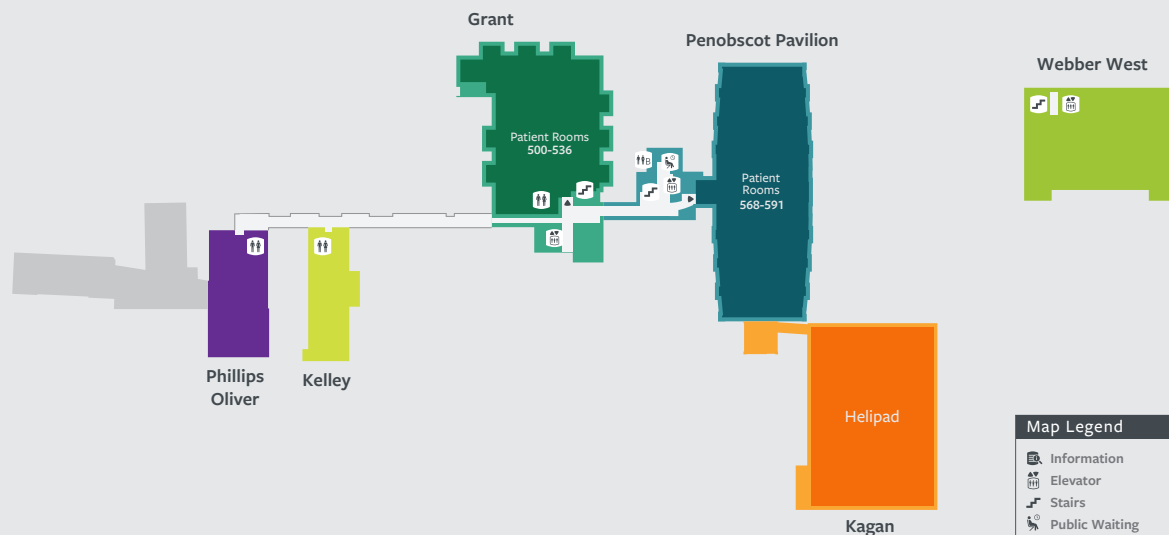 Grant
Penobscot Pavilion
Webber West
Patient Rooms
500-536
B
Patient
Rooms
568-591
Phillips
Oliver
Kelley
Helipad
Kagan
Map Legend
Information
Elevator
Stairs
Public Waiting